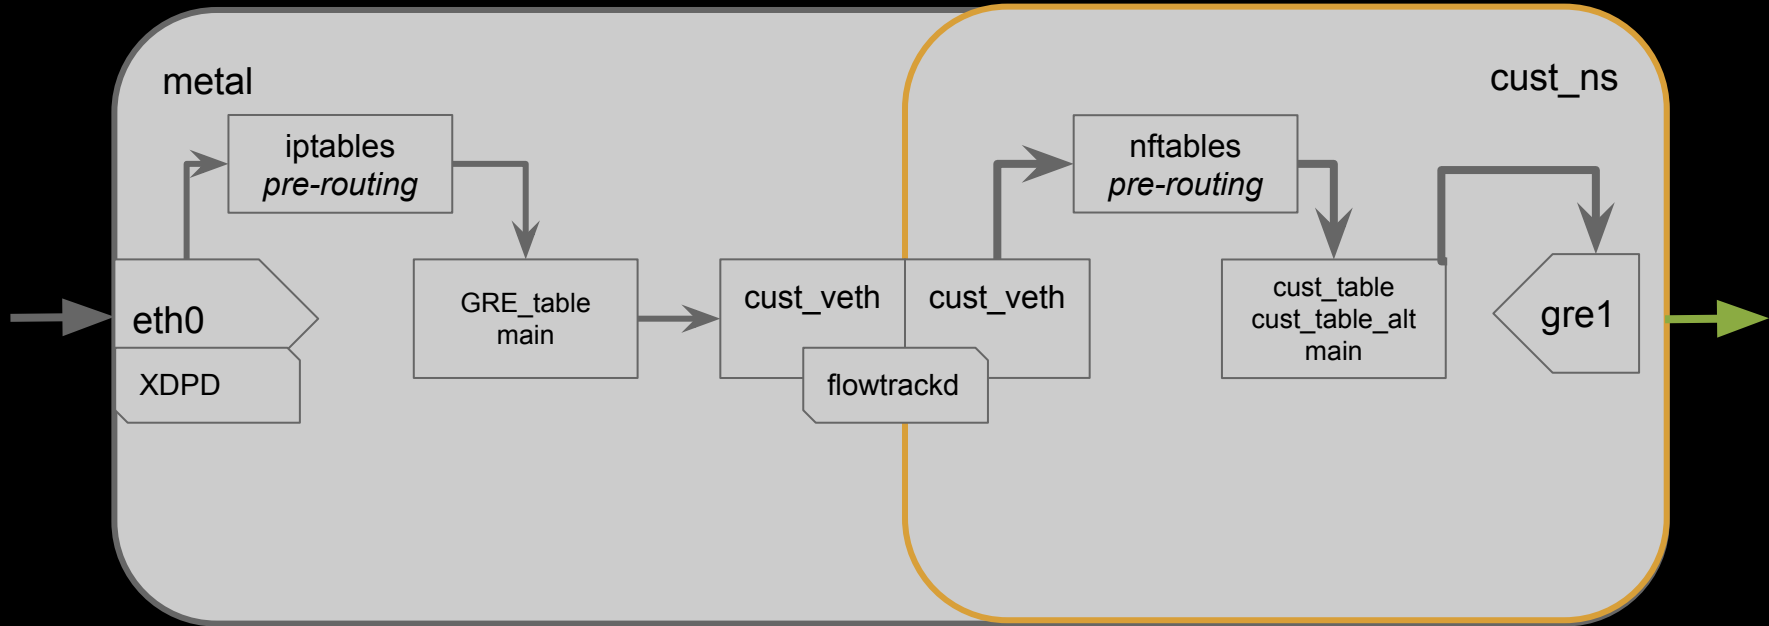 metal
cust_ns
iptables
pre-routing
nftables
pre-routing
eth0
XDPD
GRE_table
main
cust_veth
cust_veth
flowtrackd
cust_table
cust_table_alt
main
gre1